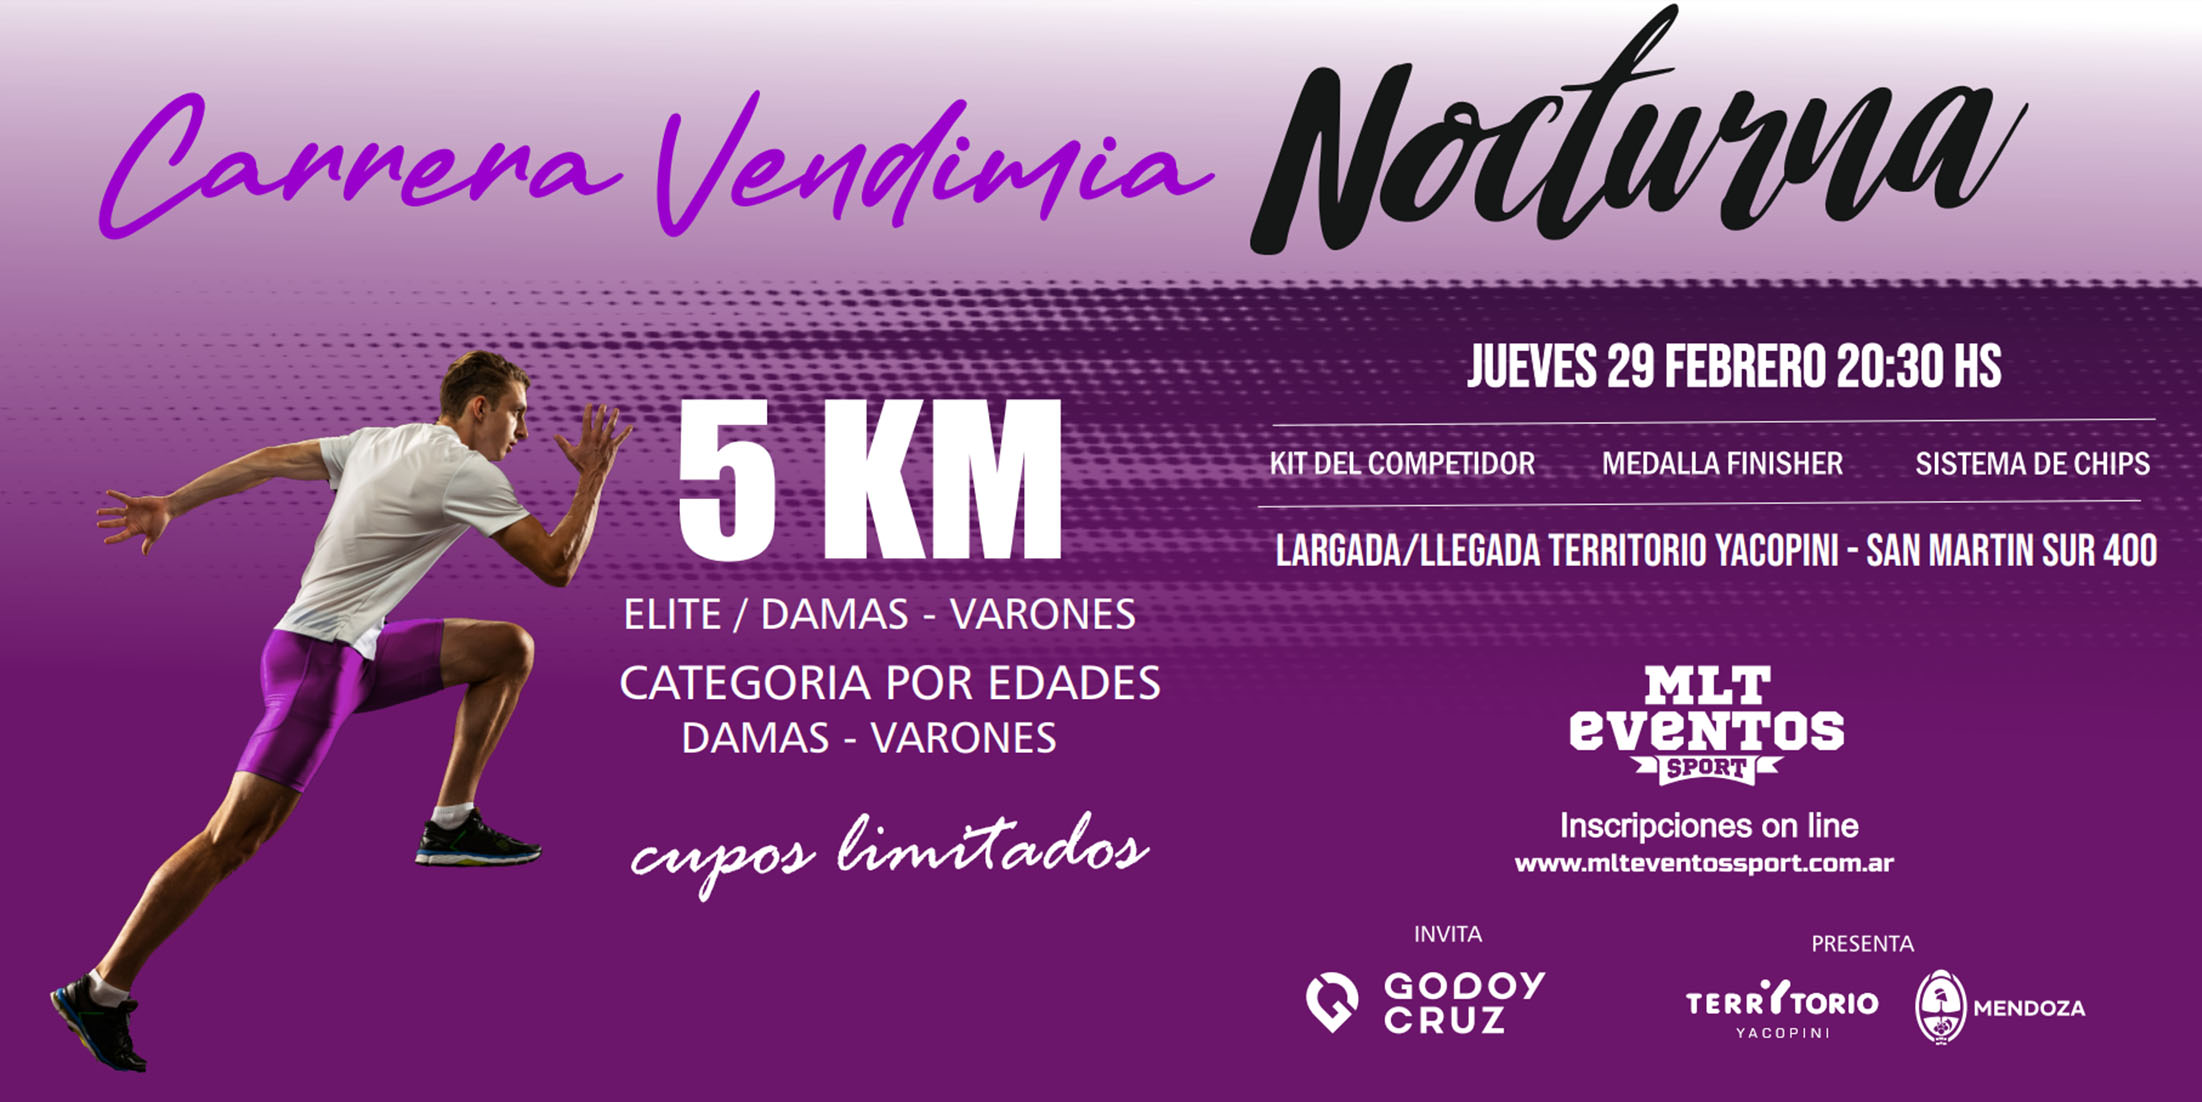 Carrera Vendimia Nocturna
JUEVES 29 FEBRERO 20:30 HS
KIT DEL COMPETIDOR MEDALLA FINISHER SISTEMA DE CHIPS
LARGADA/LLEGADA TERRITORIO YACOPINI - SAN MARTIN SUR 400
5 KM
ELITE / DAMAS - VARONES
CATEGORIA POR EDADES
DAMAS - VARONES
cupos limitados
MLT
eventos
SPORT
Inscripciones on line
www.mlteventossport.com.ar
INVITA
GODOY
CRUZ
PRESENTA
TERRYTORIO
YACOPINI
MENDOZA